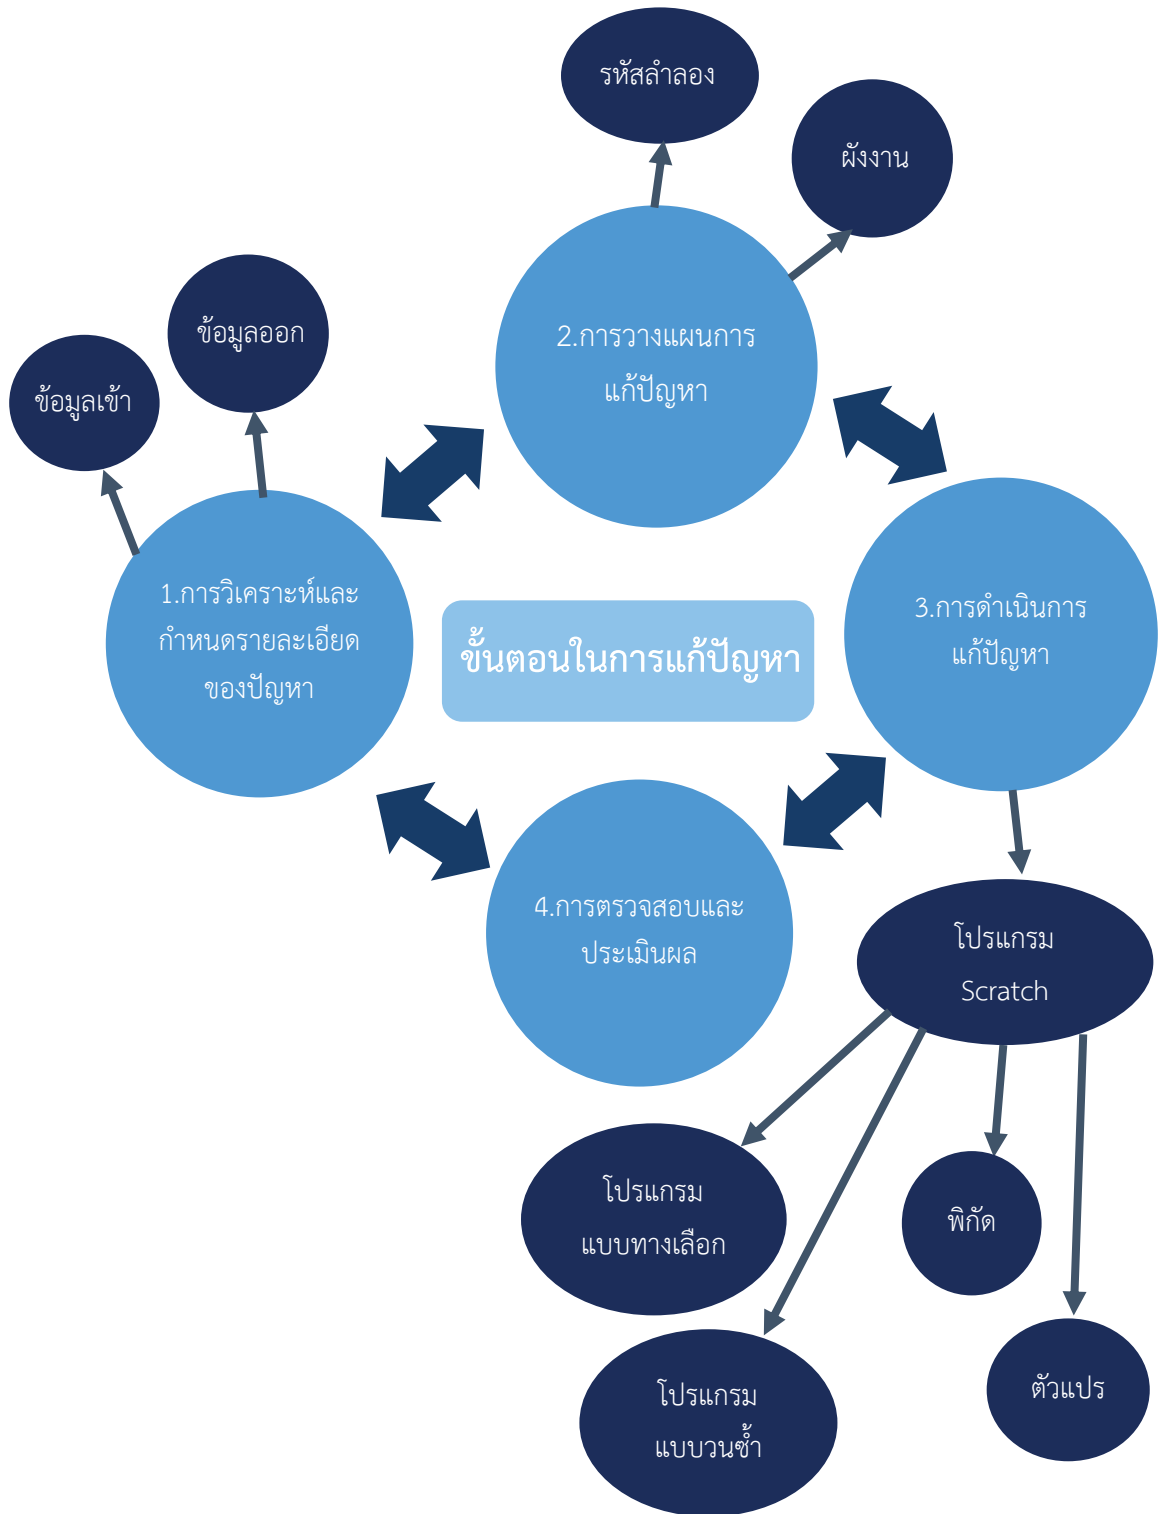 รหัสลำลอง
ผังงาน
ข้อมูลออก
ข้อมูลเข้า
2.การวางแผนการ
แก้ปัญหา
1.การวิเคราะห์และ
กำหนดรายละเอียด
ของปัญหา
ขั้นตอนในการแก้ปัญหา
3.การดำเนินการ
แก้ปัญหา
4.การตรวจสอบและ
ประเมินผล
โปรแกรม
Scratch
โปรแกรม
แบบทางเลือก
พิกัด
โปรแกรม
แบบวนซ้ำ
ตัวแปร